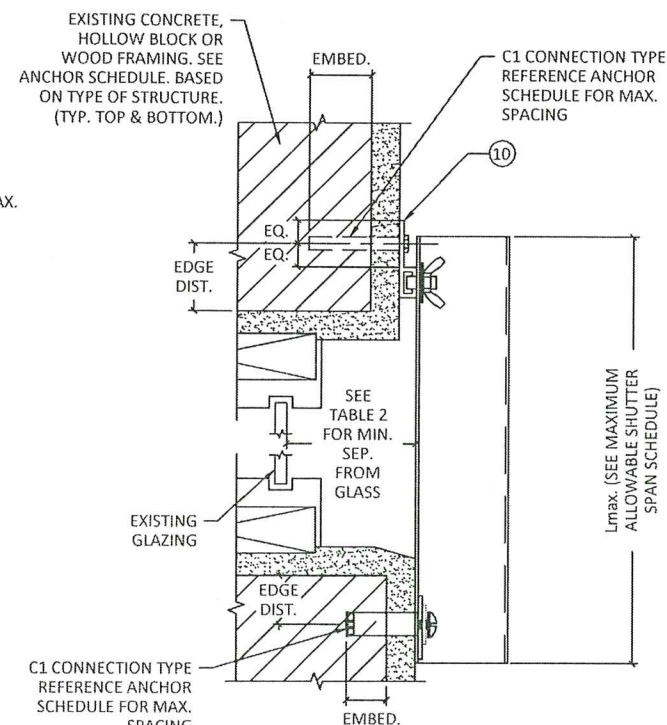 EXISTING CONCRETE,
HOLLOW BLOCK OR
WOOD FRAMING. SEE
ANCHOR SCHEDULE. BASED
ON TYPE OF STRUCTURE.
(TYP. TOP & BOTTOM.)
EMBED.
C1 CONNECTION TYPE
REFERENCE ANCHOR
SCHEDULE FOR MAX.
SPACING
10
AX.
EQ.
EQ.
EDGE
DIST.
SEE
TABLE 2
FOR MIN.
SEP.
FROM
GLASS
Lmax. (SEE MAXIMUM
ALLOWABLE SHUTTER
SPAN SCHEDULE)
EXISTING
GLAZING
EDGE
DIST.
C1 CONNECTION TYPE
REFERENCE ANCHOR
SCHEDULE FOR MAX.
SPACING
EMBED.